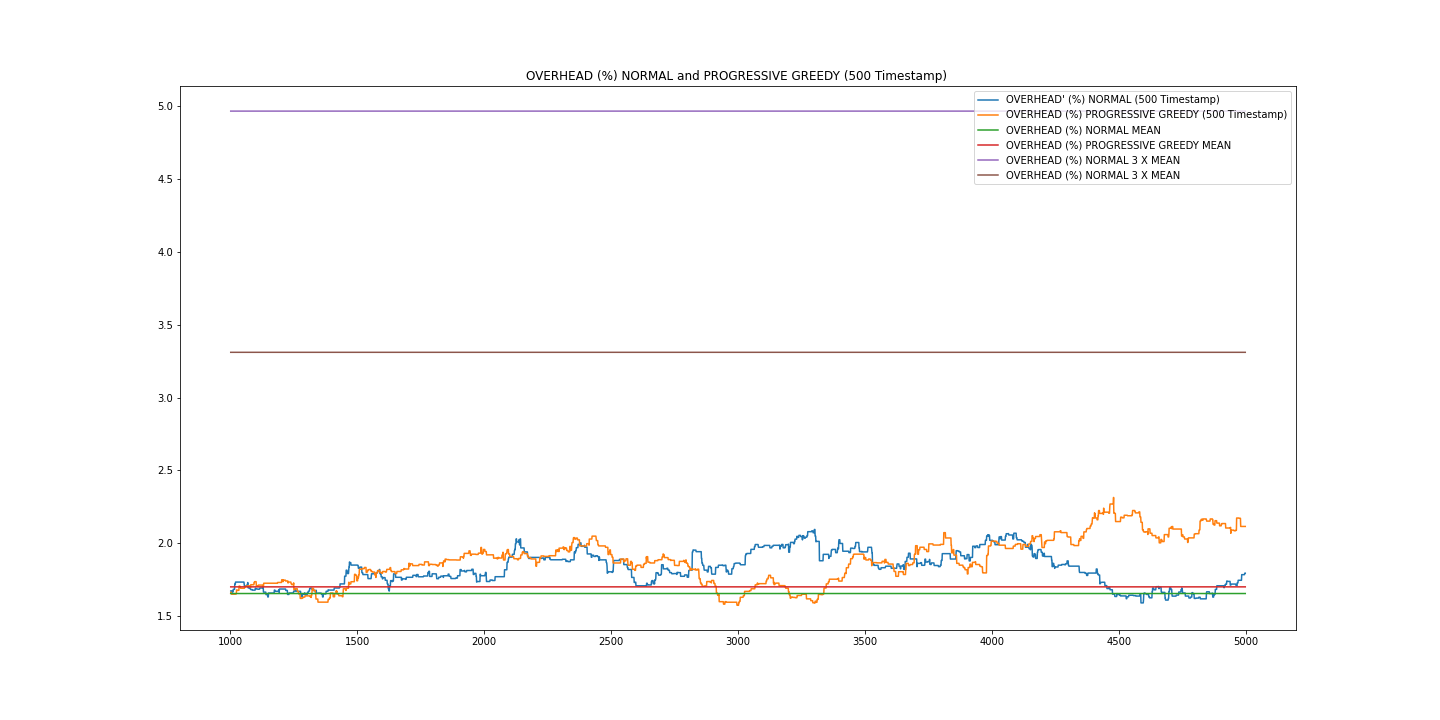 OVERHEAD (%) NORMAL and PROGRESSIVE GREEDY (500 Timestamp)
OVERHEAD' (%) NORMAL (500 Timestamp)
OVERHEAD (%) PROGRESSIVE GREEDY (500 Timestamp)
OVERHEAD (%) NORMAL MEAN
OVERHEAD (%) PROGRESSIVE GREEDY MEAN
OVERHEAD (%) NORMAL 3 X MEAN
OVERHEAD (%) NORMAL 3 X MEAN
5.0
4.5
4.0
3.5
3.0
2.5
2.0
1.5
1000 1500 2000 2500 3000 3500 4000 4500 5000